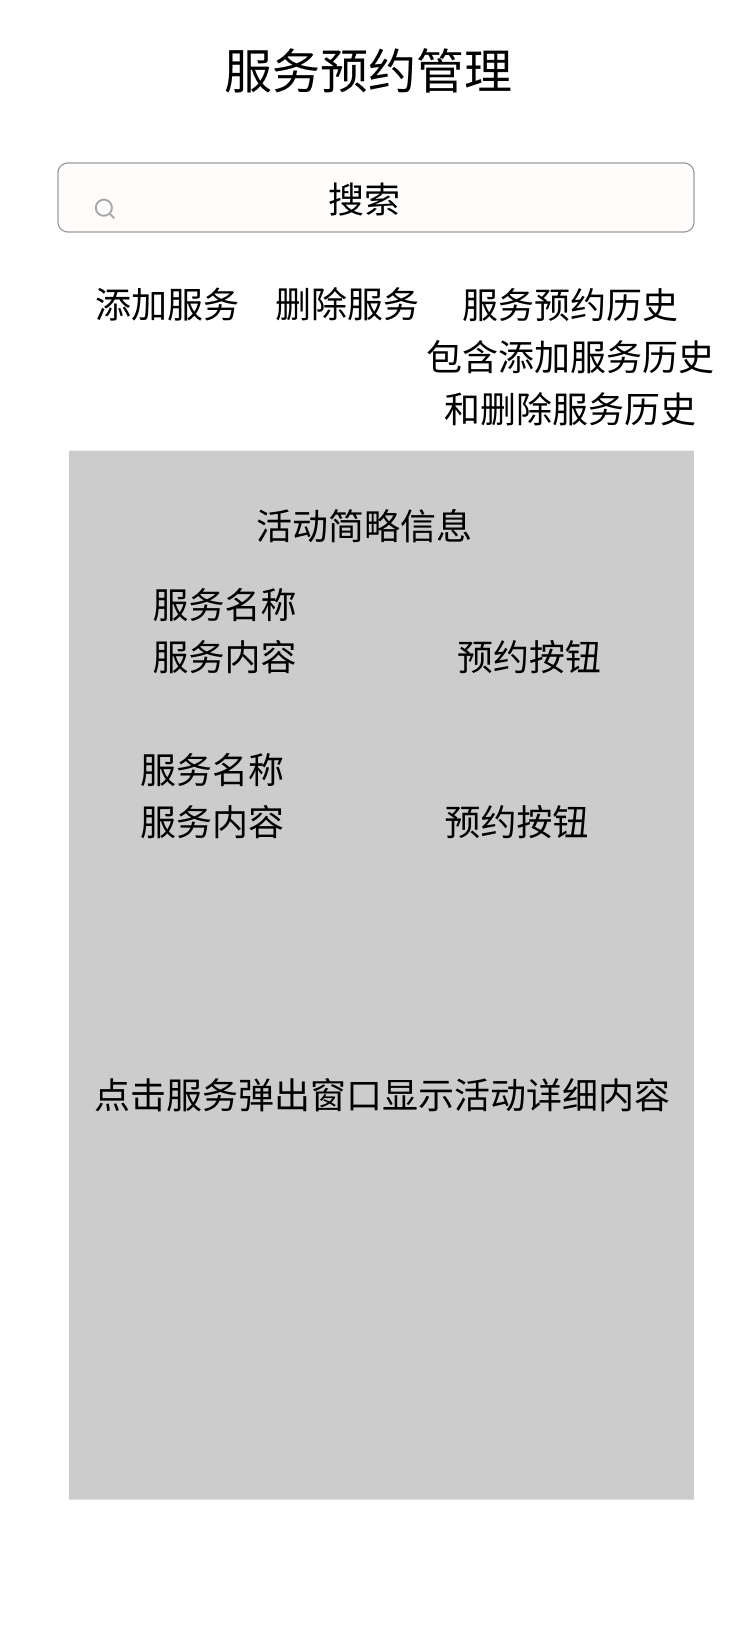 服务预约管理
搜索
添加服务
删除服务
服务预约历史
包含添加服务历史
和删除服务历史
活动简略信息
服务名称
服务内容
预约按钮
服务名称
服务内容
预约按钮
点击服务弹出窗口显示活动详细内容